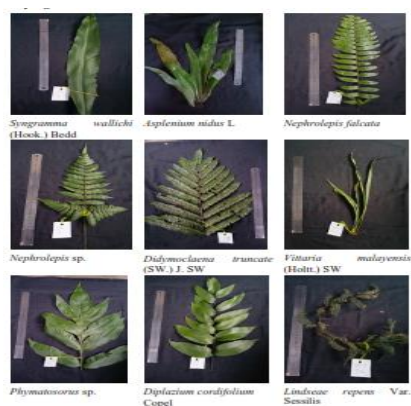 Syngramma wallichi
(Hook.) Bedd
Asplenium nidus L
Nephrolepis falcata
Nephrolepis sp.
Didymoclaena truncate
(SW.) J. SW
Vittaria malayensis
(Holtt.) SW
Phymatosorus sp.
Diplazium cordifolium
Copel
Lindseae repens Var.
Sessilis